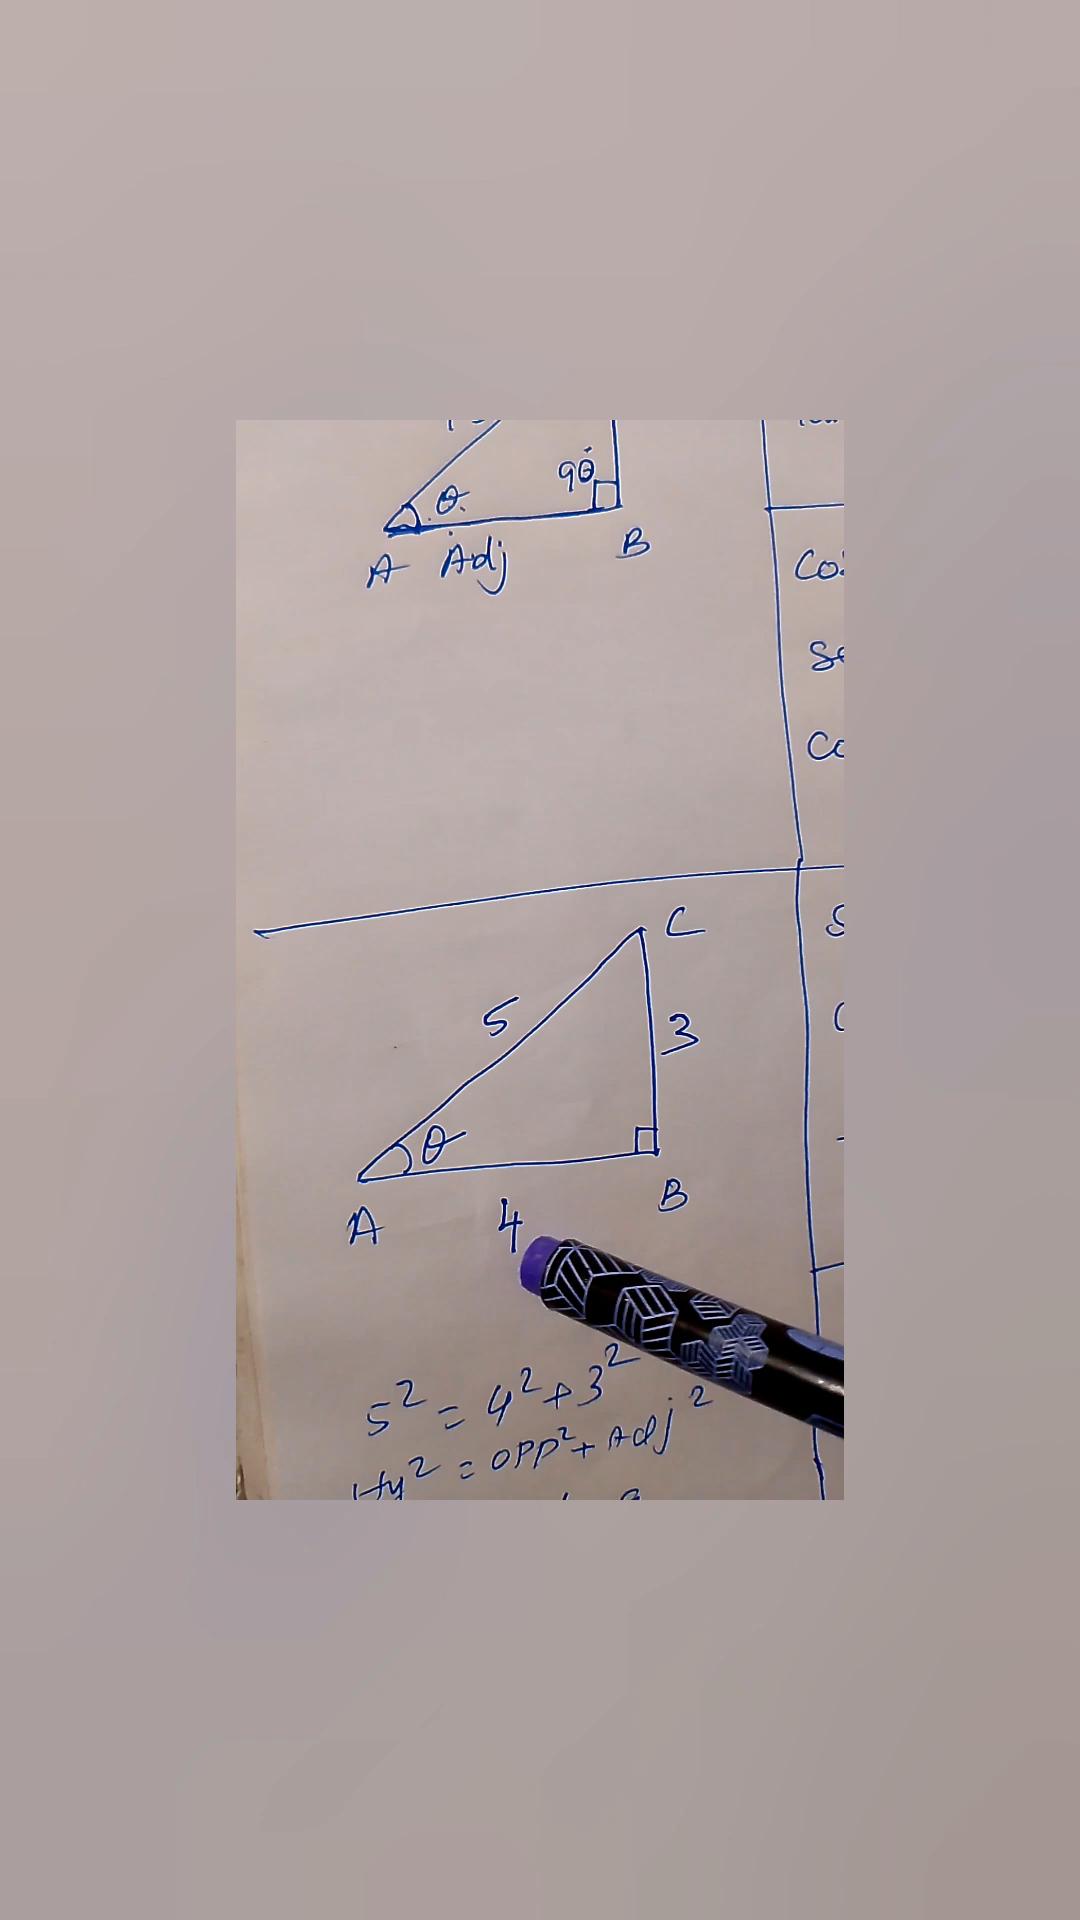 90°
θ
A Adj B
C
5
3
θ
A
B
4
5² = 4² + 3²
Hy² = OPP² + Adj²